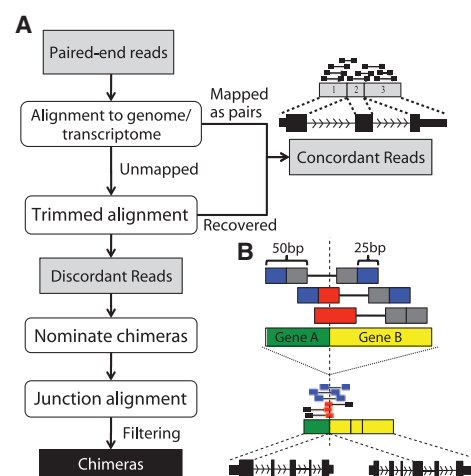 A
Paired-end reads
Alignment to genome/
transcriptome
Mapped
as pairs
1 2 3
Unmapped
Concordant Reads
Trimmed alignment
Recovered
Discordant Reads
Nominate chimeras
Junction alignment
Filtering
Chimeras
B
50bp 25bp
Gene A Gene B